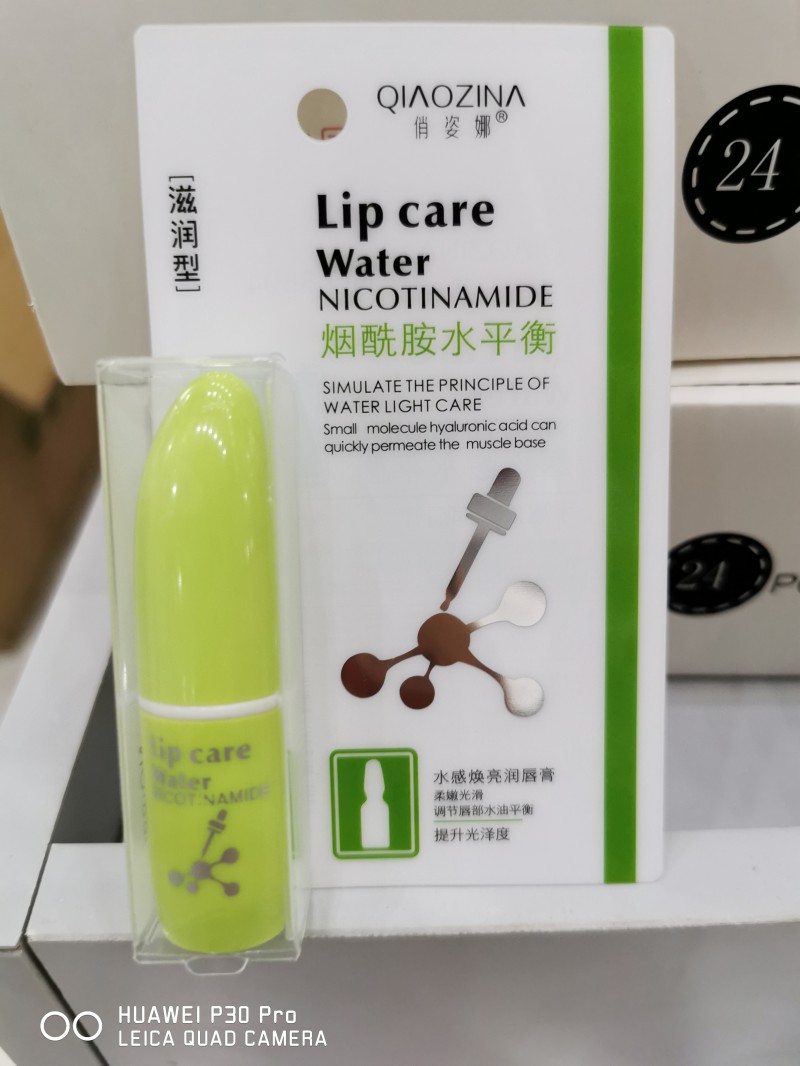 QIAOZINA
俏姿娜®
[滋润型]
Lip care
Water
NICOTINAMIDE
烟酰胺水平衡
SIMULATE THE PRINCIPLE OF
WATER LIGHT CARE
Small molecule hyaluronic acid can
quickly permeate the muscle base
水感焕亮润唇膏
柔嫩光滑
调节唇部水油平衡
提升光泽度
lip care
Water
NICOTINAMIDE
24
24
HUAWEI P30 Pro
LEICA QUAD CAMERA